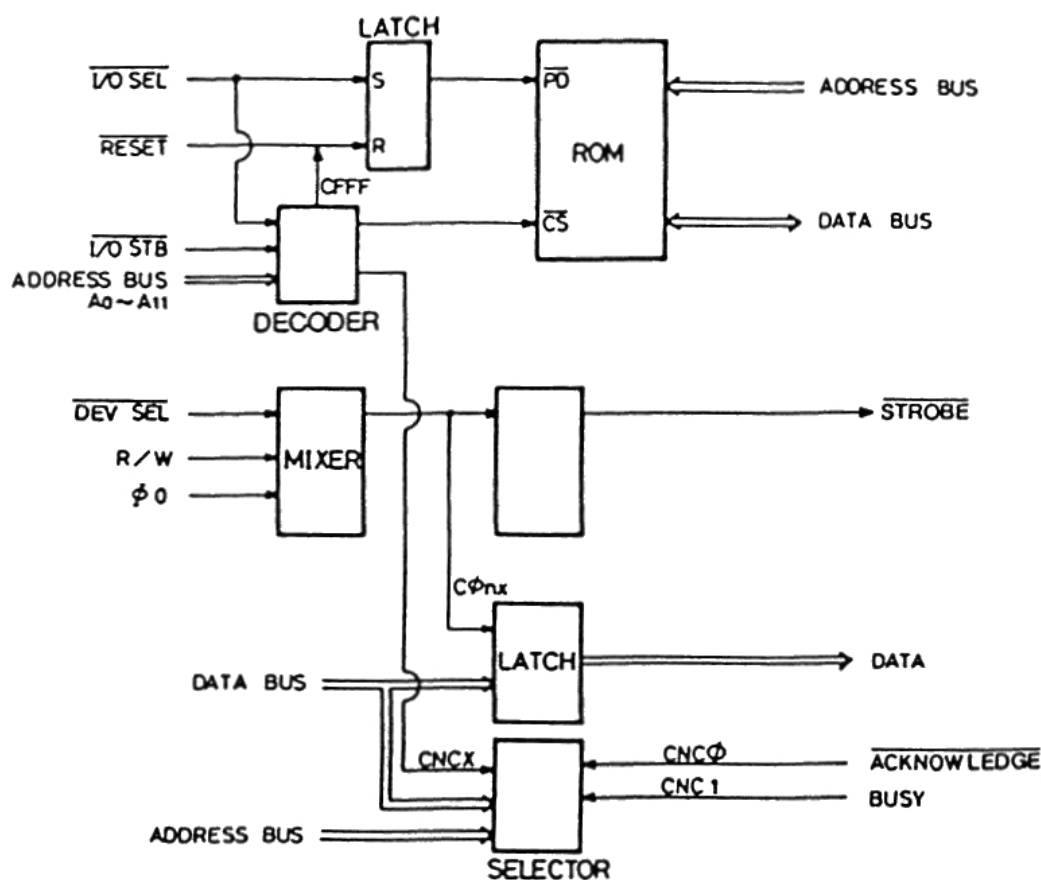 LATCH
I/O SEL
S
PD
ADDRESS BUS
RESET
R
ROM
CFFF
CS
DATA BUS
I/O STB
ADDRESS BUS
A0~A11
DECODER
DEV SEL
STROBE
R/W
MIXER
ϕ0
CϕnX
LATCH
DATA
DATA BUS
CNCX
CNCϕ
ACKNOWLEDGE
CNC1
BUSY
ADDRESS BUS
SELECTOR